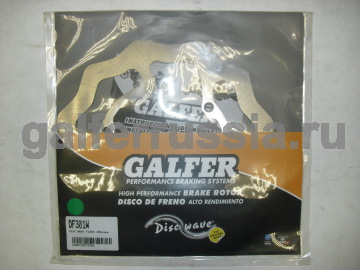 galferrussia.ru
GALFER
PERFORMANCE BRAKING SYSTEMS
HIGH PERFORMANCE BRAKE ROTOR
DISCO DE FRENO ALTO RENDIMIENTO
Disc wave
DF381W